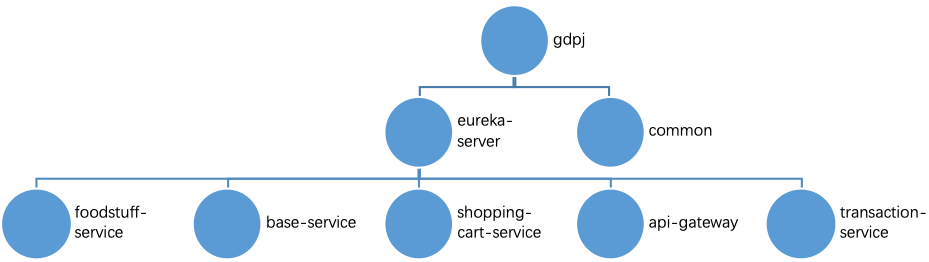 gdpj
eureka-
server
common
foodstuff-
service
base-service
shopping-
cart-service
api-gateway
transaction-
service